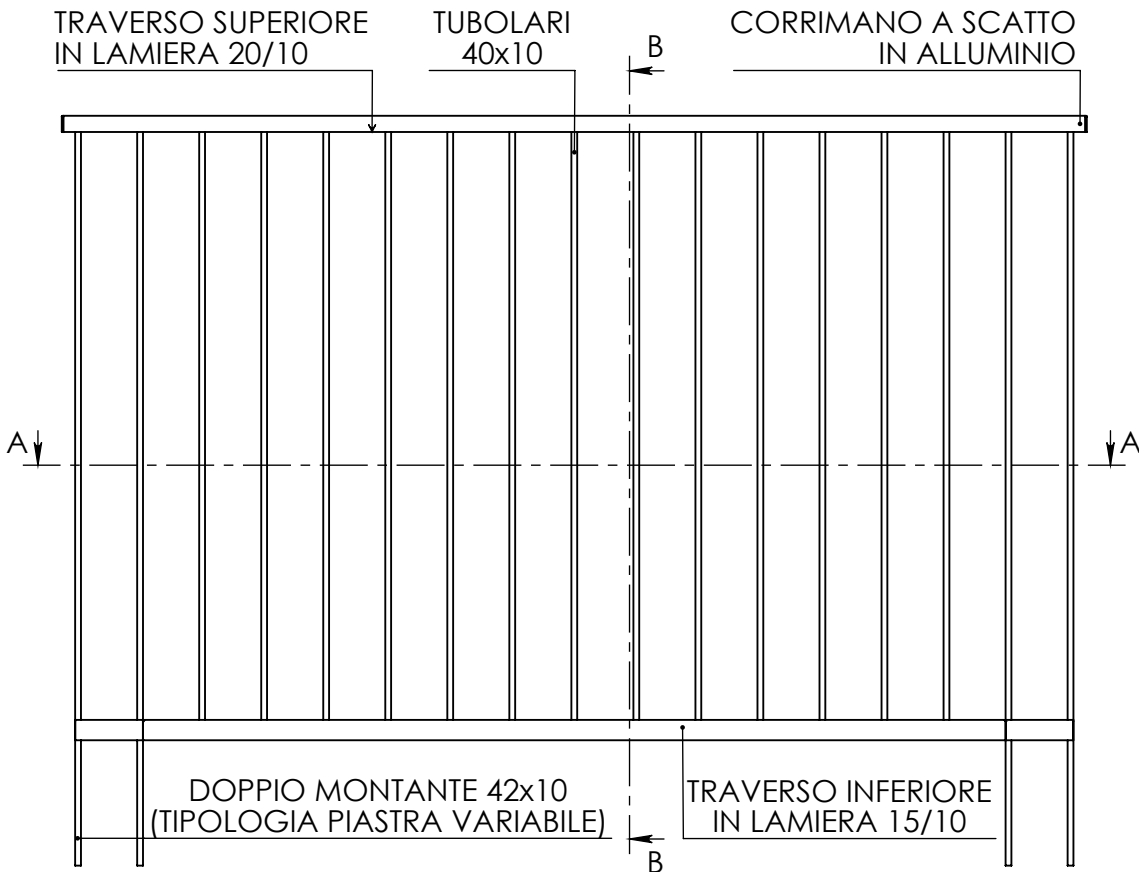 TRAVERSO SUPERIORE
IN LAMIERA 20/10
TUBOLARI
40x10
B
CORRIMANO A SCATTO
IN ALLUMINIO
A
A
DOPPIO MONTANTE 42x10
(TIPOLOGIA PIASTRA VARIABILE)
TRAVERSO INFERIORE
IN LAMIERA 15/10
B